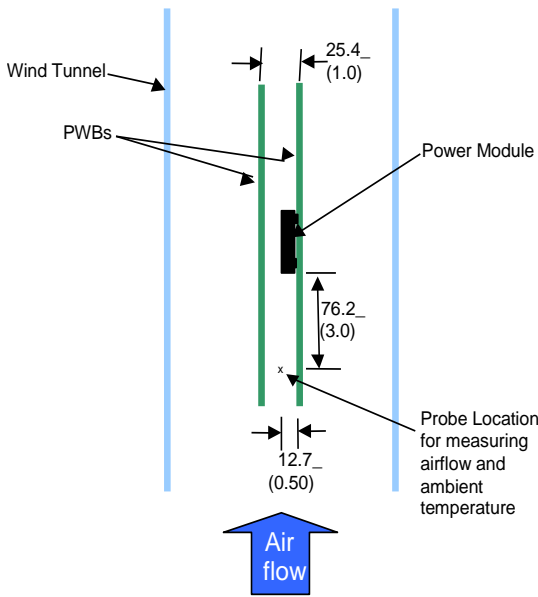 25.4_
(1.0)
Wind Tunnel
PWBs
Power Module
76.2_
(3.0)
x
Probe Location
for measuring
airflow and
ambient
temperature
12.7_
(0.50)
Air
flow